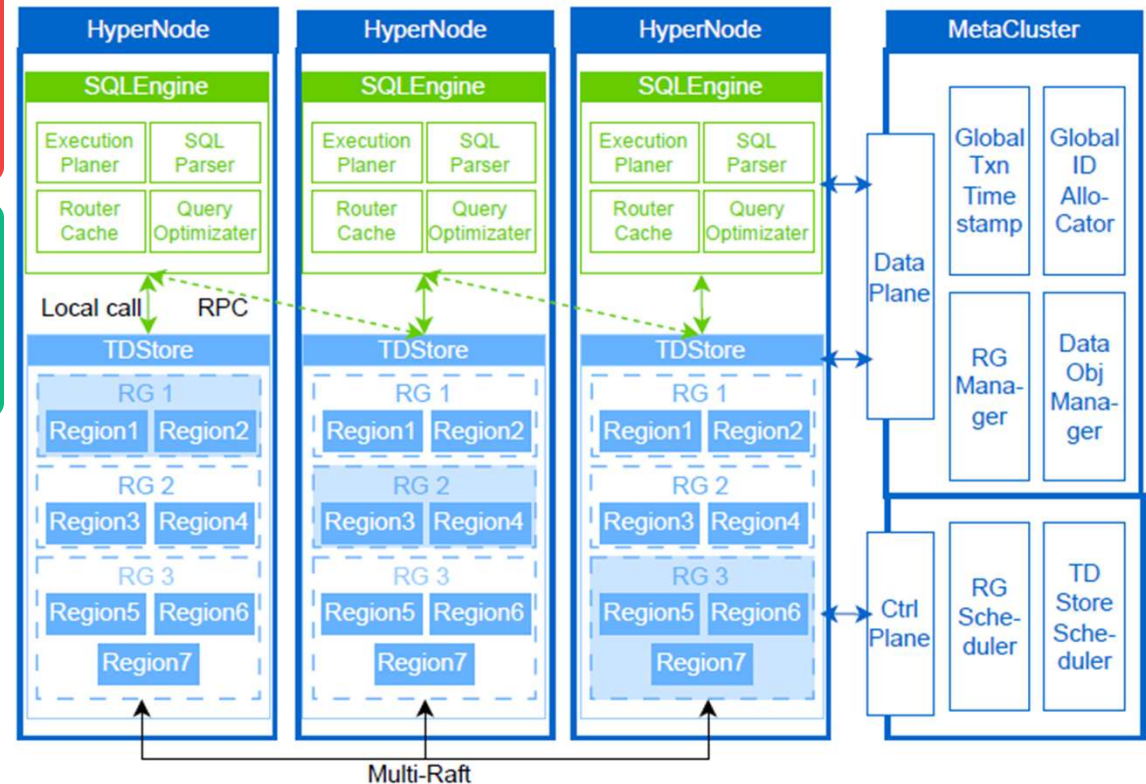 HyperNode
SQLEngine
Execution
Planer
SQL
Parser
Router
Cache
Query
Optimizater
Local call
RPC
TDStore
RG 1
Region1
Region2
RG 2
Region3
Region4
RG 3
Region5
Region6
Region7
HyperNode
SQLEngine
Execution
Planer
SQL
Parser
Router
Cache
Query
Optimizater
TDStore
RG 1
Region1
Region2
RG 2
Region3
Region4
RG 3
Region5
Region6
Region7
HyperNode
SQLEngine
Execution
Planer
SQL
Parser
Router
Cache
Query
Optimizater
TDStore
RG 1
Region1
Region2
RG 2
Region3
Region4
RG 3
Region5
Region6
Region7
Multi-Raft
MetaCluster
Data
Plane
Global
Txn
Time
stamp
Global
ID
Allo-
Cator
RG
Mana-
ger
Data
Obj
Mana-
ger
Ctrl
Plane
RG
Sche-
duler
TD
Store
Sche-
duler